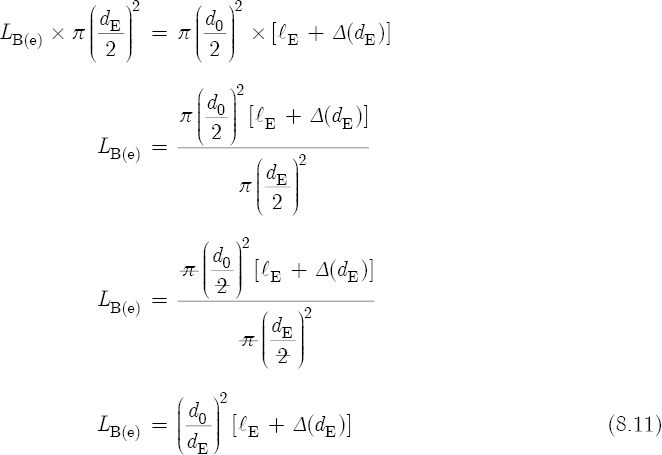 L_B(e) × π(d_E/2)² = π(d_0/2)² × [ℓ_E + Δ(d_E)]
L_B(e) = π(d_0/2)² [ℓ_E + Δ(d_E)] / π(d_E/2)²
L_B(e) = π̶(d_0/2̶)² [ℓ_E + Δ(d_E)] / π̶(d_E/2̶)²
L_B(e) = (d_0/d_E)² [ℓ_E + Δ(d_E)] (8.11)